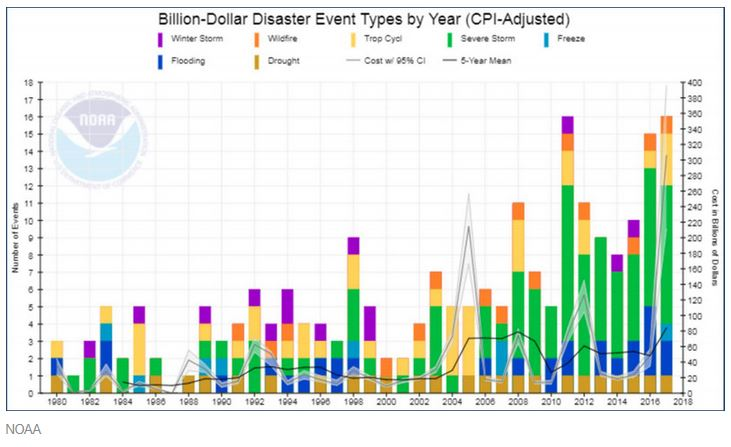 Billion-Dollar Disaster Event Types by Year (CPI-Adjusted)
Winter Storm Wildfire Trop Cycl Severe Storm Freeze
Flooding Drought Cost w/ 95% CI 5-Year Mean
18 400
17 380
16 360
15 340
14 320
13 300
12 280
11 260
10 240
9 220
8 200
7 180
6 160
5 140
4 120
3 100
2 80
1 60
0 40
20
0
Number of Events
Cost in Billions of Dollars
NOAA
1980 1982 1984 1986 1988 1990 1992 1994 1996 1998 2000 2002 2004 2006 2008 2010 2012 2014 2016 2018
NOAA